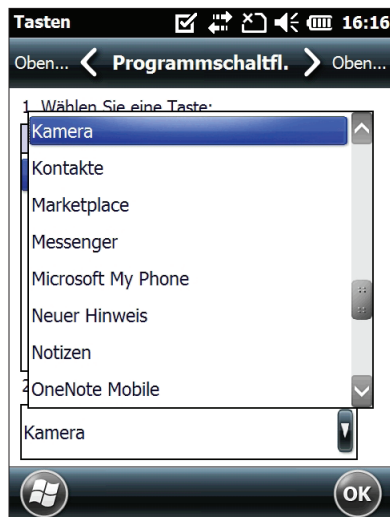 Tasten 16:16
Oben... Programmschaltfl. Oben...
1. Wählen Sie eine Taste:
Kamera
Kontakte
Marketplace
Messenger
Microsoft My Phone
Neuer Hinweis
Notizen
OneNote Mobile
Kamera
OK